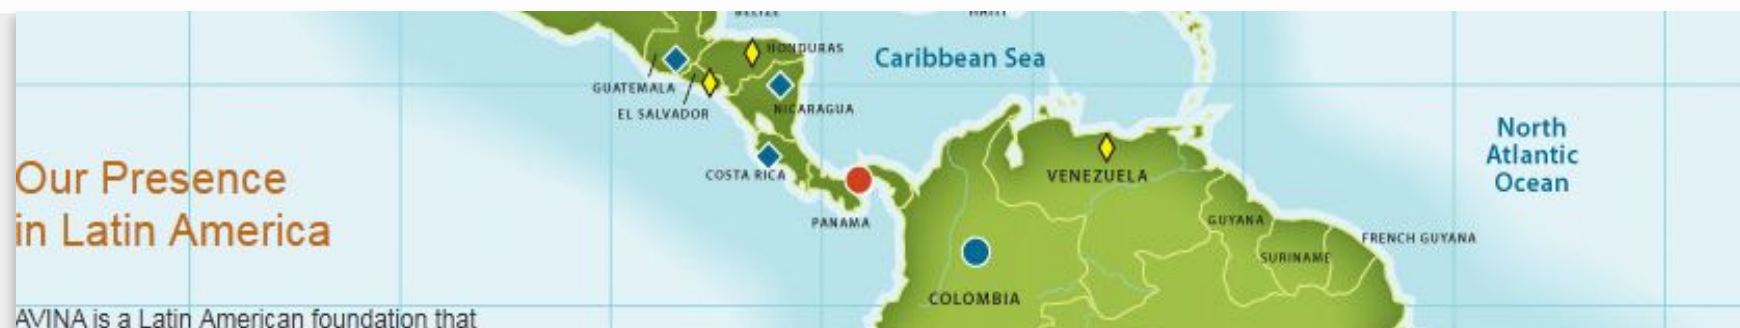 BELIZE
HAITI
HONDURAS
Caribbean Sea
GUATEMALA
EL SALVADOR
NICARAGUA
North
Atlantic
Ocean
Our Presence
in Latin America
COSTA RICA
VENEZUELA
PANAMA
GUYANA
FRENCH GUYANA
SURINAME
COLOMBIA
AVINA is a Latin American foundation that